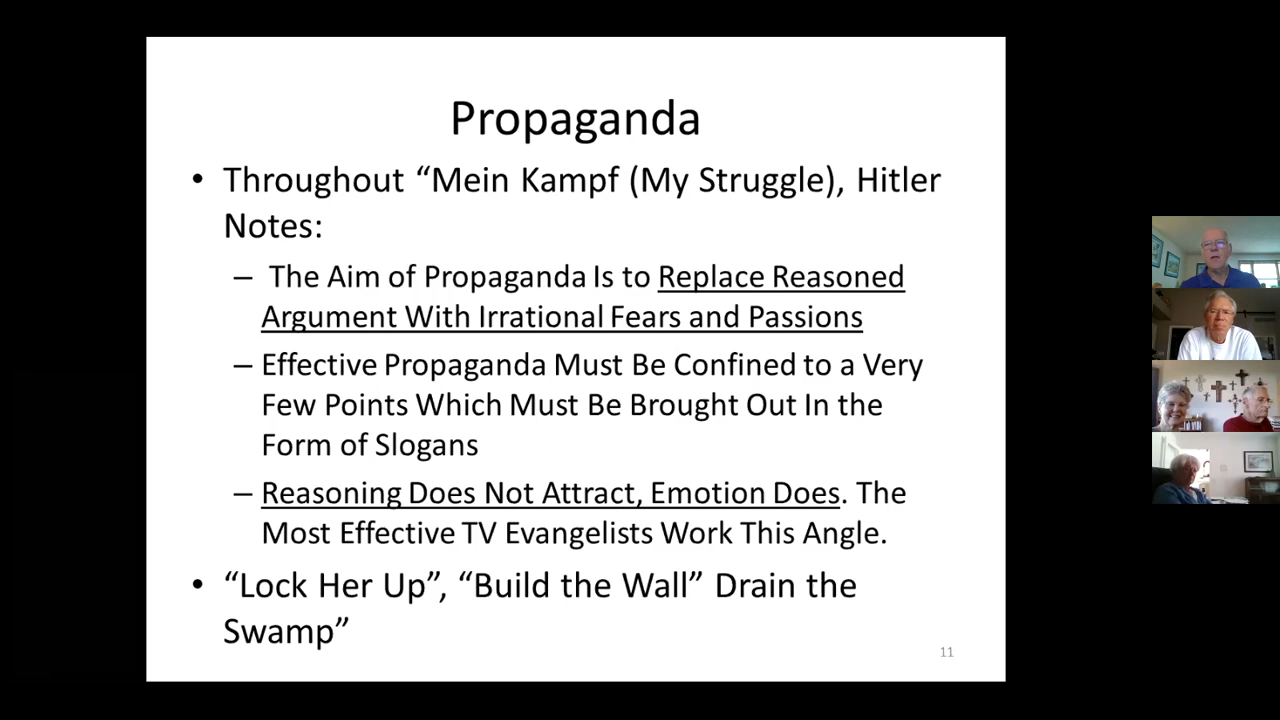 Propaganda
• Throughout “Mein Kampf (My Struggle), Hitler
Notes:
– The Aim of Propaganda Is to Replace Reasoned
Argument With Irrational Fears and Passions
– Effective Propaganda Must Be Confined to a Very
Few Points Which Must Be Brought Out In the
Form of Slogans
– Reasoning Does Not Attract, Emotion Does. The
Most Effective TV Evangelists Work This Angle.
• “Lock Her Up”, “Build the Wall” Drain the
Swamp”
11